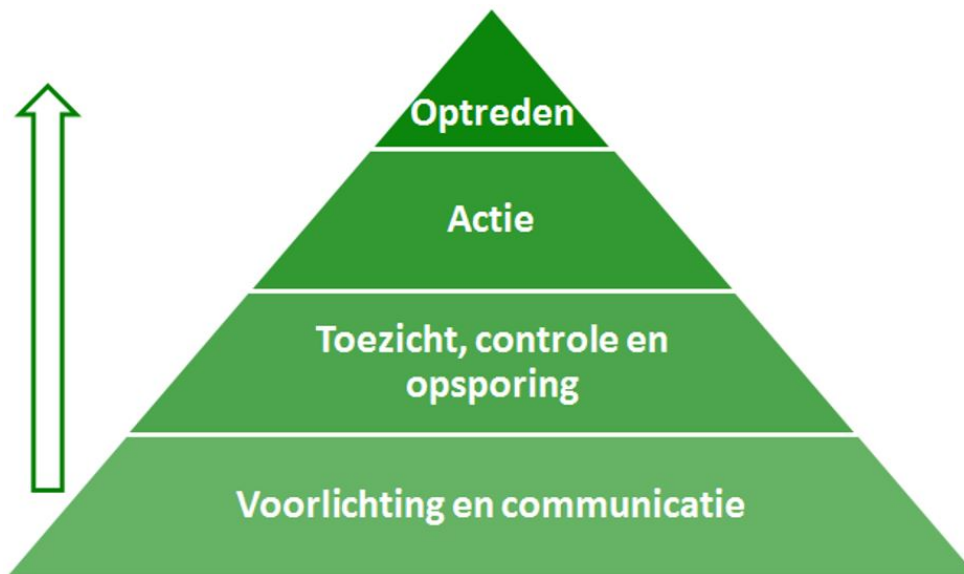 Optreden
Actie
Toezicht, controle en
opsporing
Voorlichting en communicatie